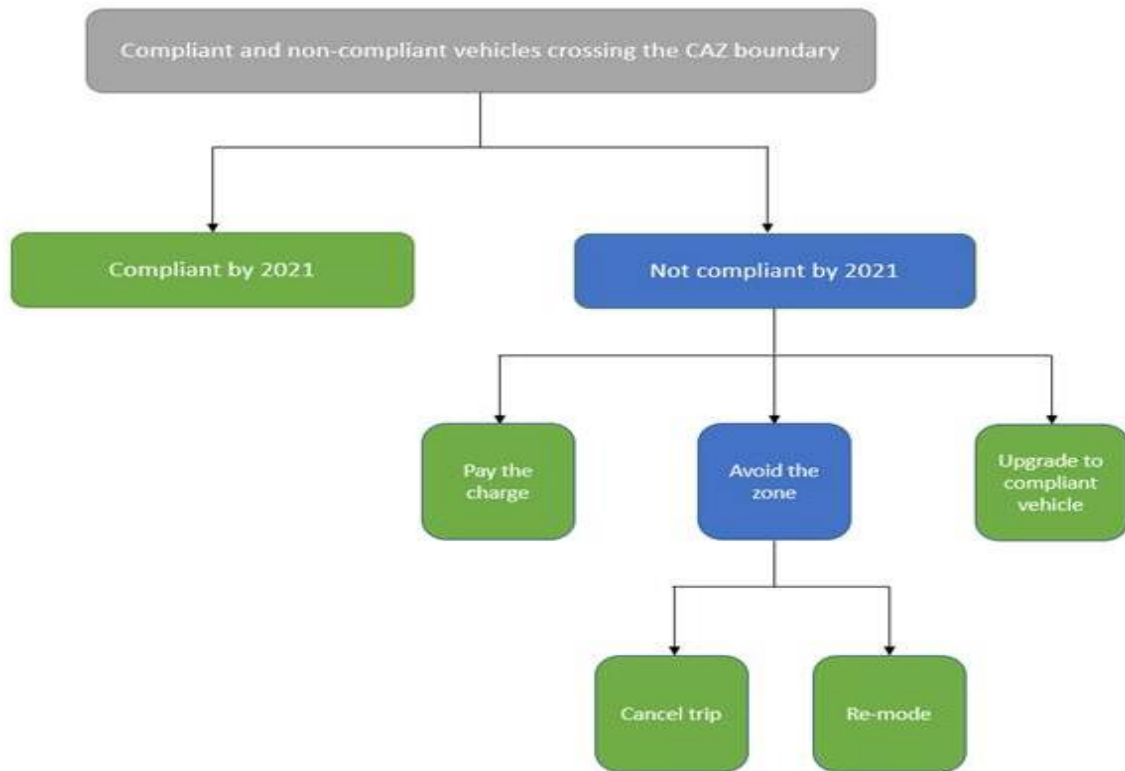 Compliant and non-compliant vehicles crossing the CAZ boundary
Compliant by 2021
Not compliant by 2021
Pay the
charge
Avoid the
zone
Upgrade to
compliant
vehicle
Cancel trip
Re-mode